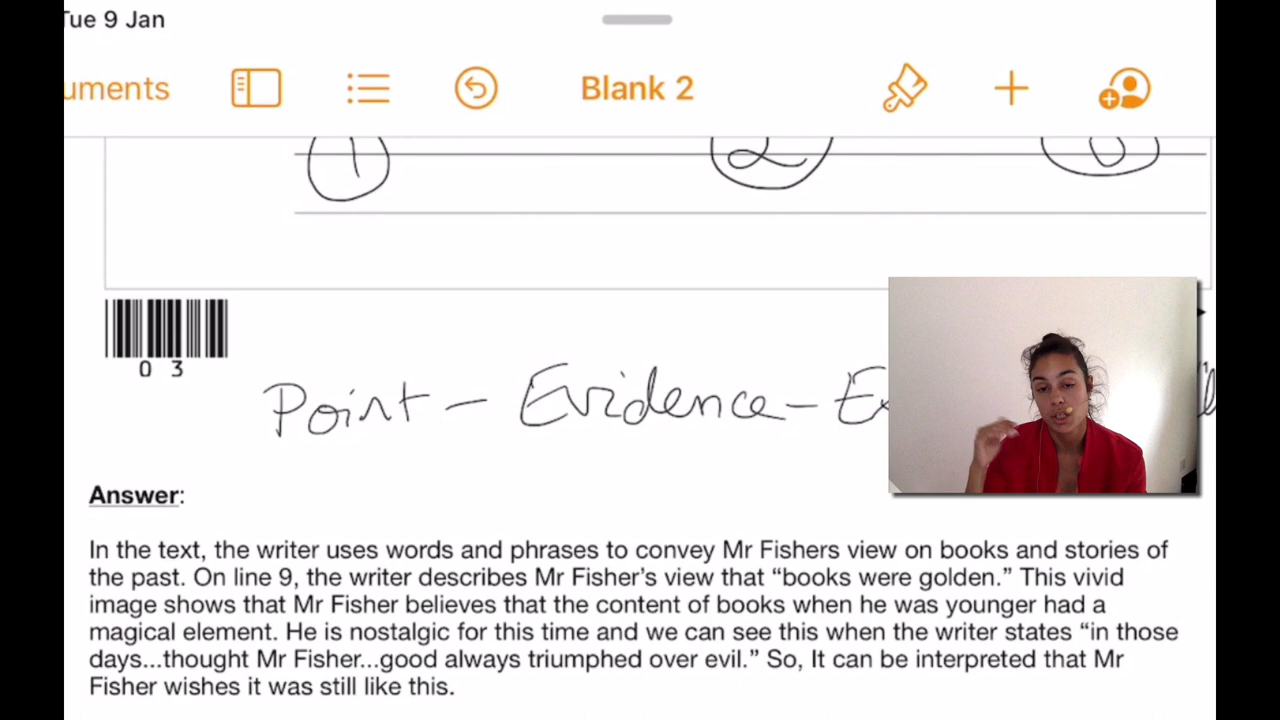 Tue 9 Jan
uments
Blank 2
1 2
0 3
Point - Evidence -
Answer:
In the text, the writer uses words and phrases to convey Mr Fishers view on books and stories of
the past. On line 9, the writer describes Mr Fisher's view that “books were golden.” This vivid
image shows that Mr Fisher believes that the content of books when he was younger had a
magical element. He is nostalgic for this time and we can see this when the writer states “in those
days...thought Mr Fisher...good always triumphed over evil.” So, It can be interpreted that Mr
Fisher wishes it was still like this.